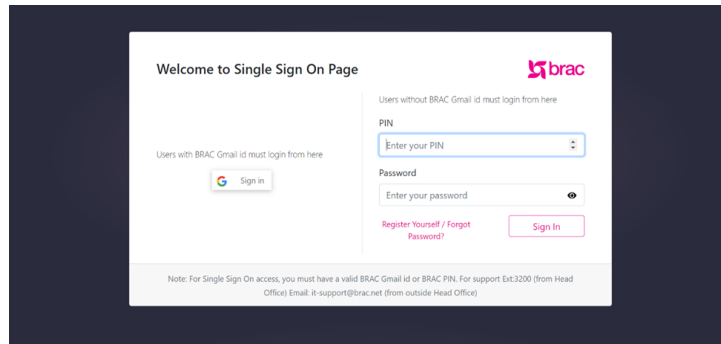 Welcome to Single Sign On Page
brac
Users with BRAC Gmail id must login from here
Sign in
Users without BRAC Gmail id must login from here
PIN
Enter your PIN
Password
Enter your password
Register Yourself / Forgot
Password?
Sign In
Note: For Single Sign On access, you must have a valid BRAC Gmail id or BRAC PIN. For support Ext:3200 (from Head
Office) Email: it-support@brac.net (from outside Head Office)